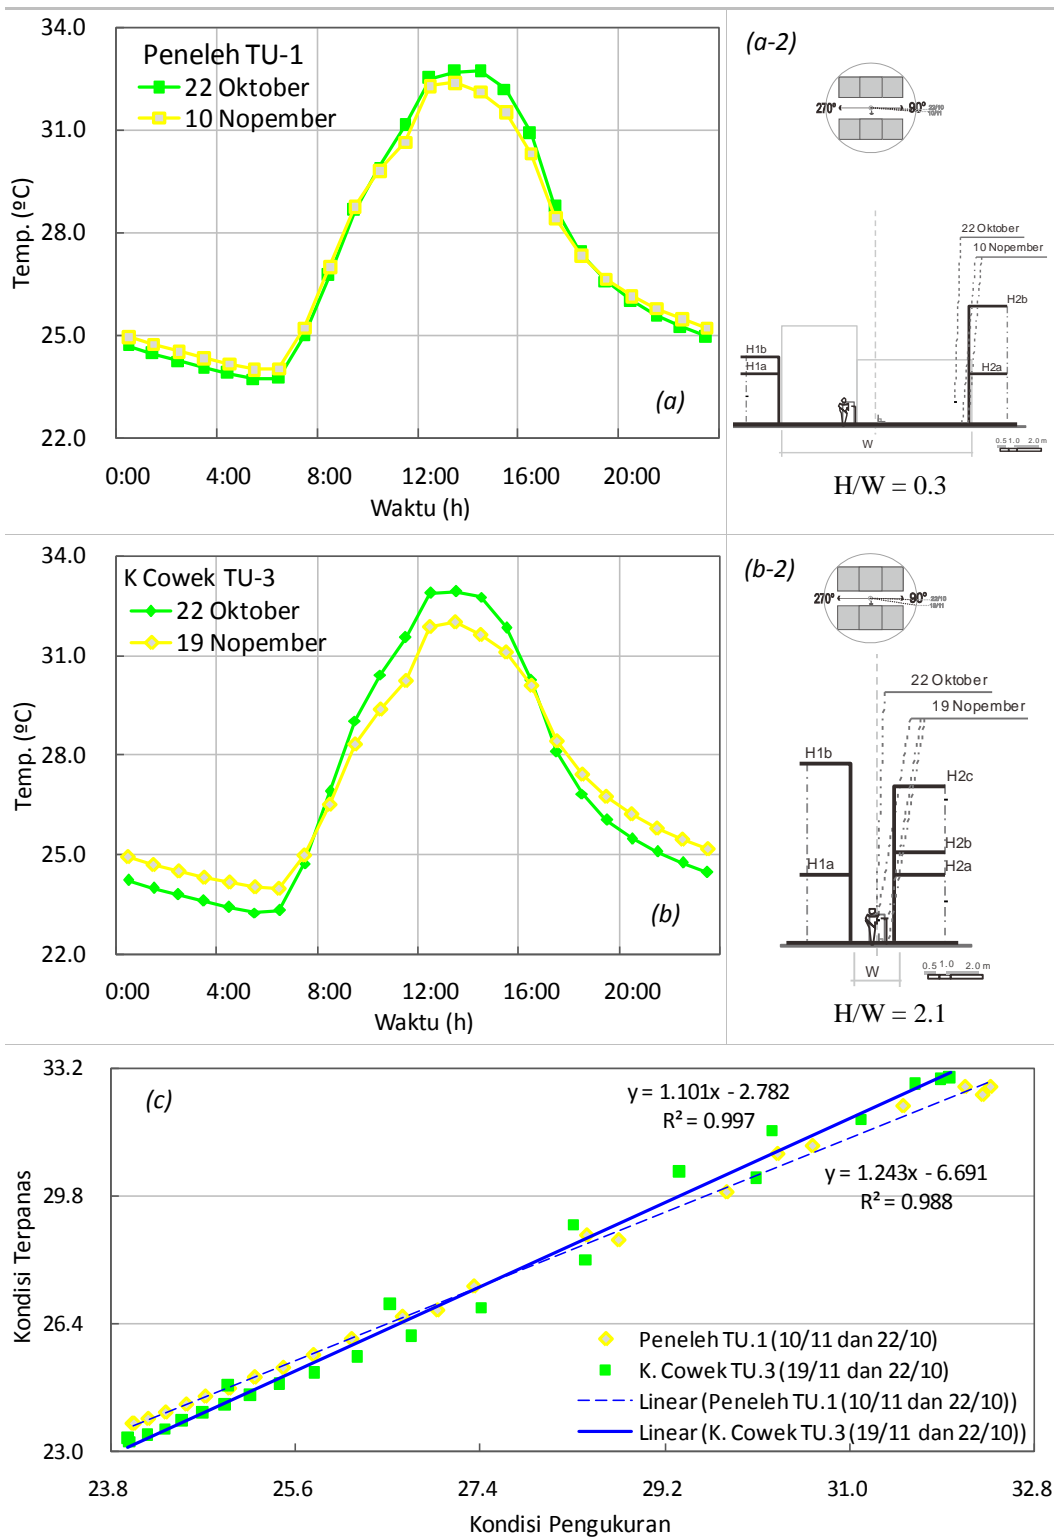 34.0
31.0
28.0
25.0
22.0
Temp. (ºC)
Peneleh TU-1
22 Oktober
10 Nopember
(a)
0:00 4:00 8:00 12:00 16:00 20:00
Waktu (h)
(a-2)
270° 90°
22/10
10/11
22 Oktober
10 Nopember
H2b
H1b
H1a
H2a
W
0.5 1.0 2.0 m
H/W = 0.3
34.0
31.0
28.0
25.0
22.0
Temp. (ºC)
K Cowek TU-3
22 Oktober
19 Nopember
(b)
0:00 4:00 8:00 12:00 16:00 20:00
Waktu (h)
(b-2)
270° 90°
22/10
22 Oktober
19 Nopember
H1b
H2c
H2b
H1a
H2a
W
0.5 1.0 2.0 m
H/W = 2.1
33.2
29.8
26.4
23.0
Kondisi Terpanas
(c)
y = 1.101x - 2.782
R² = 0.997
y = 1.243x - 6.691
R² = 0.988
Peneleh TU.1 (10/11 dan 22/10)
K. Cowek TU.3 (19/11 dan 22/10)
Linear (Peneleh TU.1 (10/11 dan 22/10))
Linear (K. Cowek TU.3 (19/11 dan 22/10))
23.8 25.6 27.4 29.2 31.0 32.8
Kondisi Pengukuran